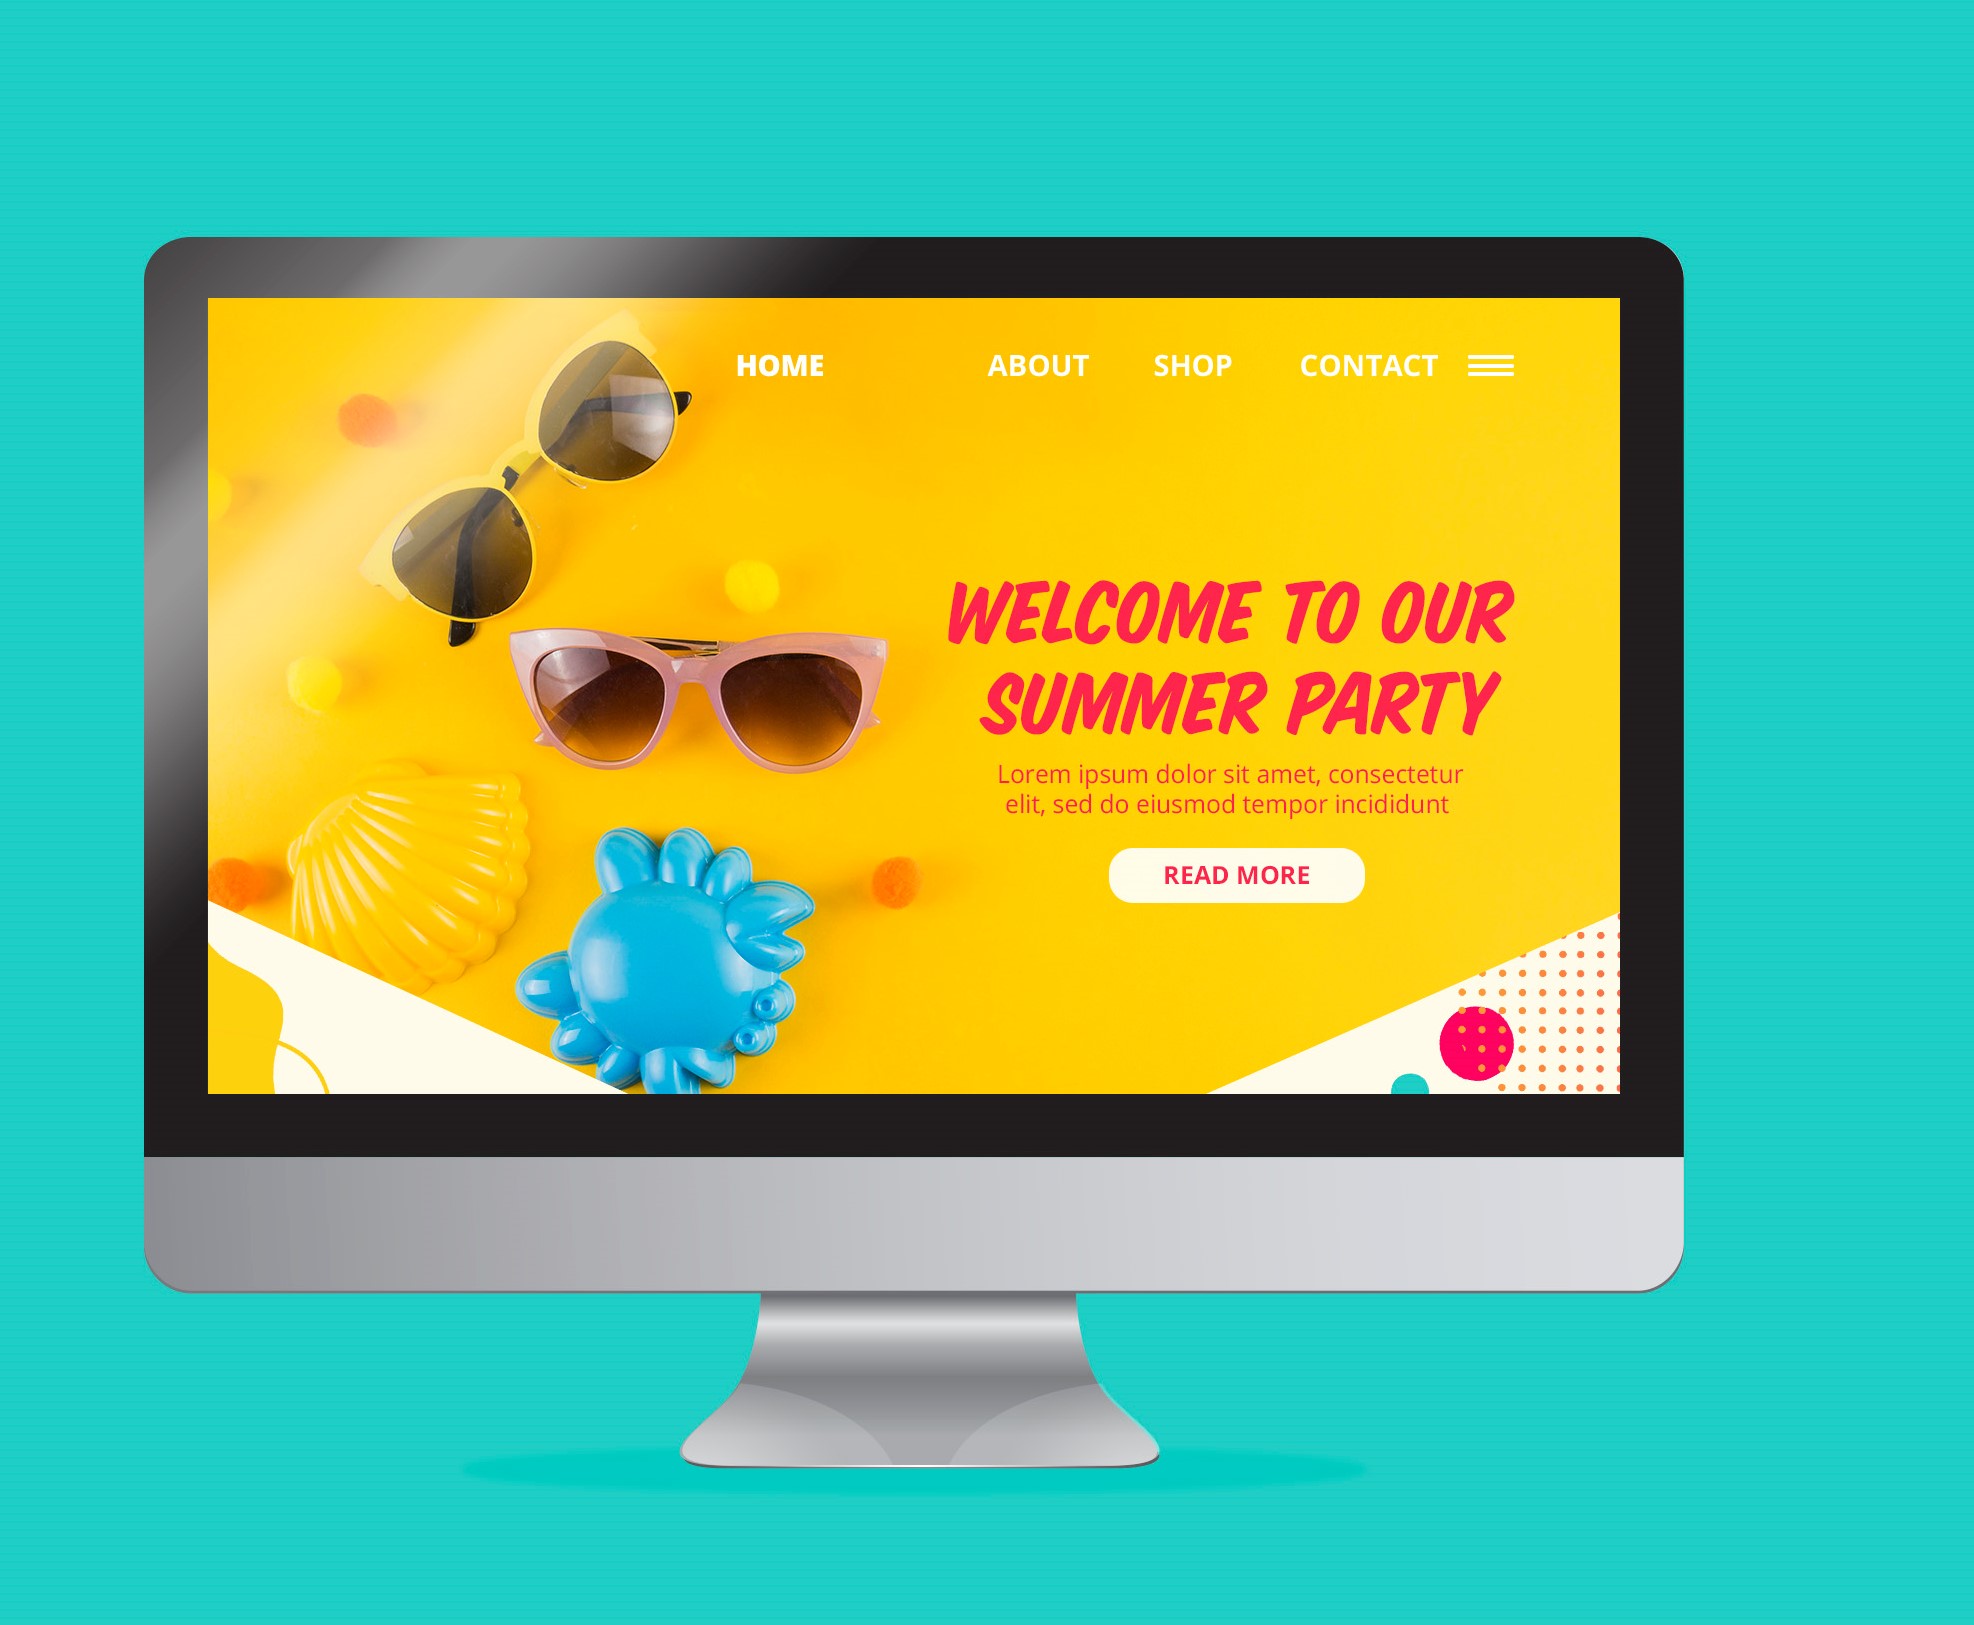 HOME ABOUT SHOP CONTACT
WELCOME TO OUR
SUMMER PARTY
Lorem ipsum dolor sit amet, consectetur
elit, sed do eiusmod tempor incididunt
READ MORE